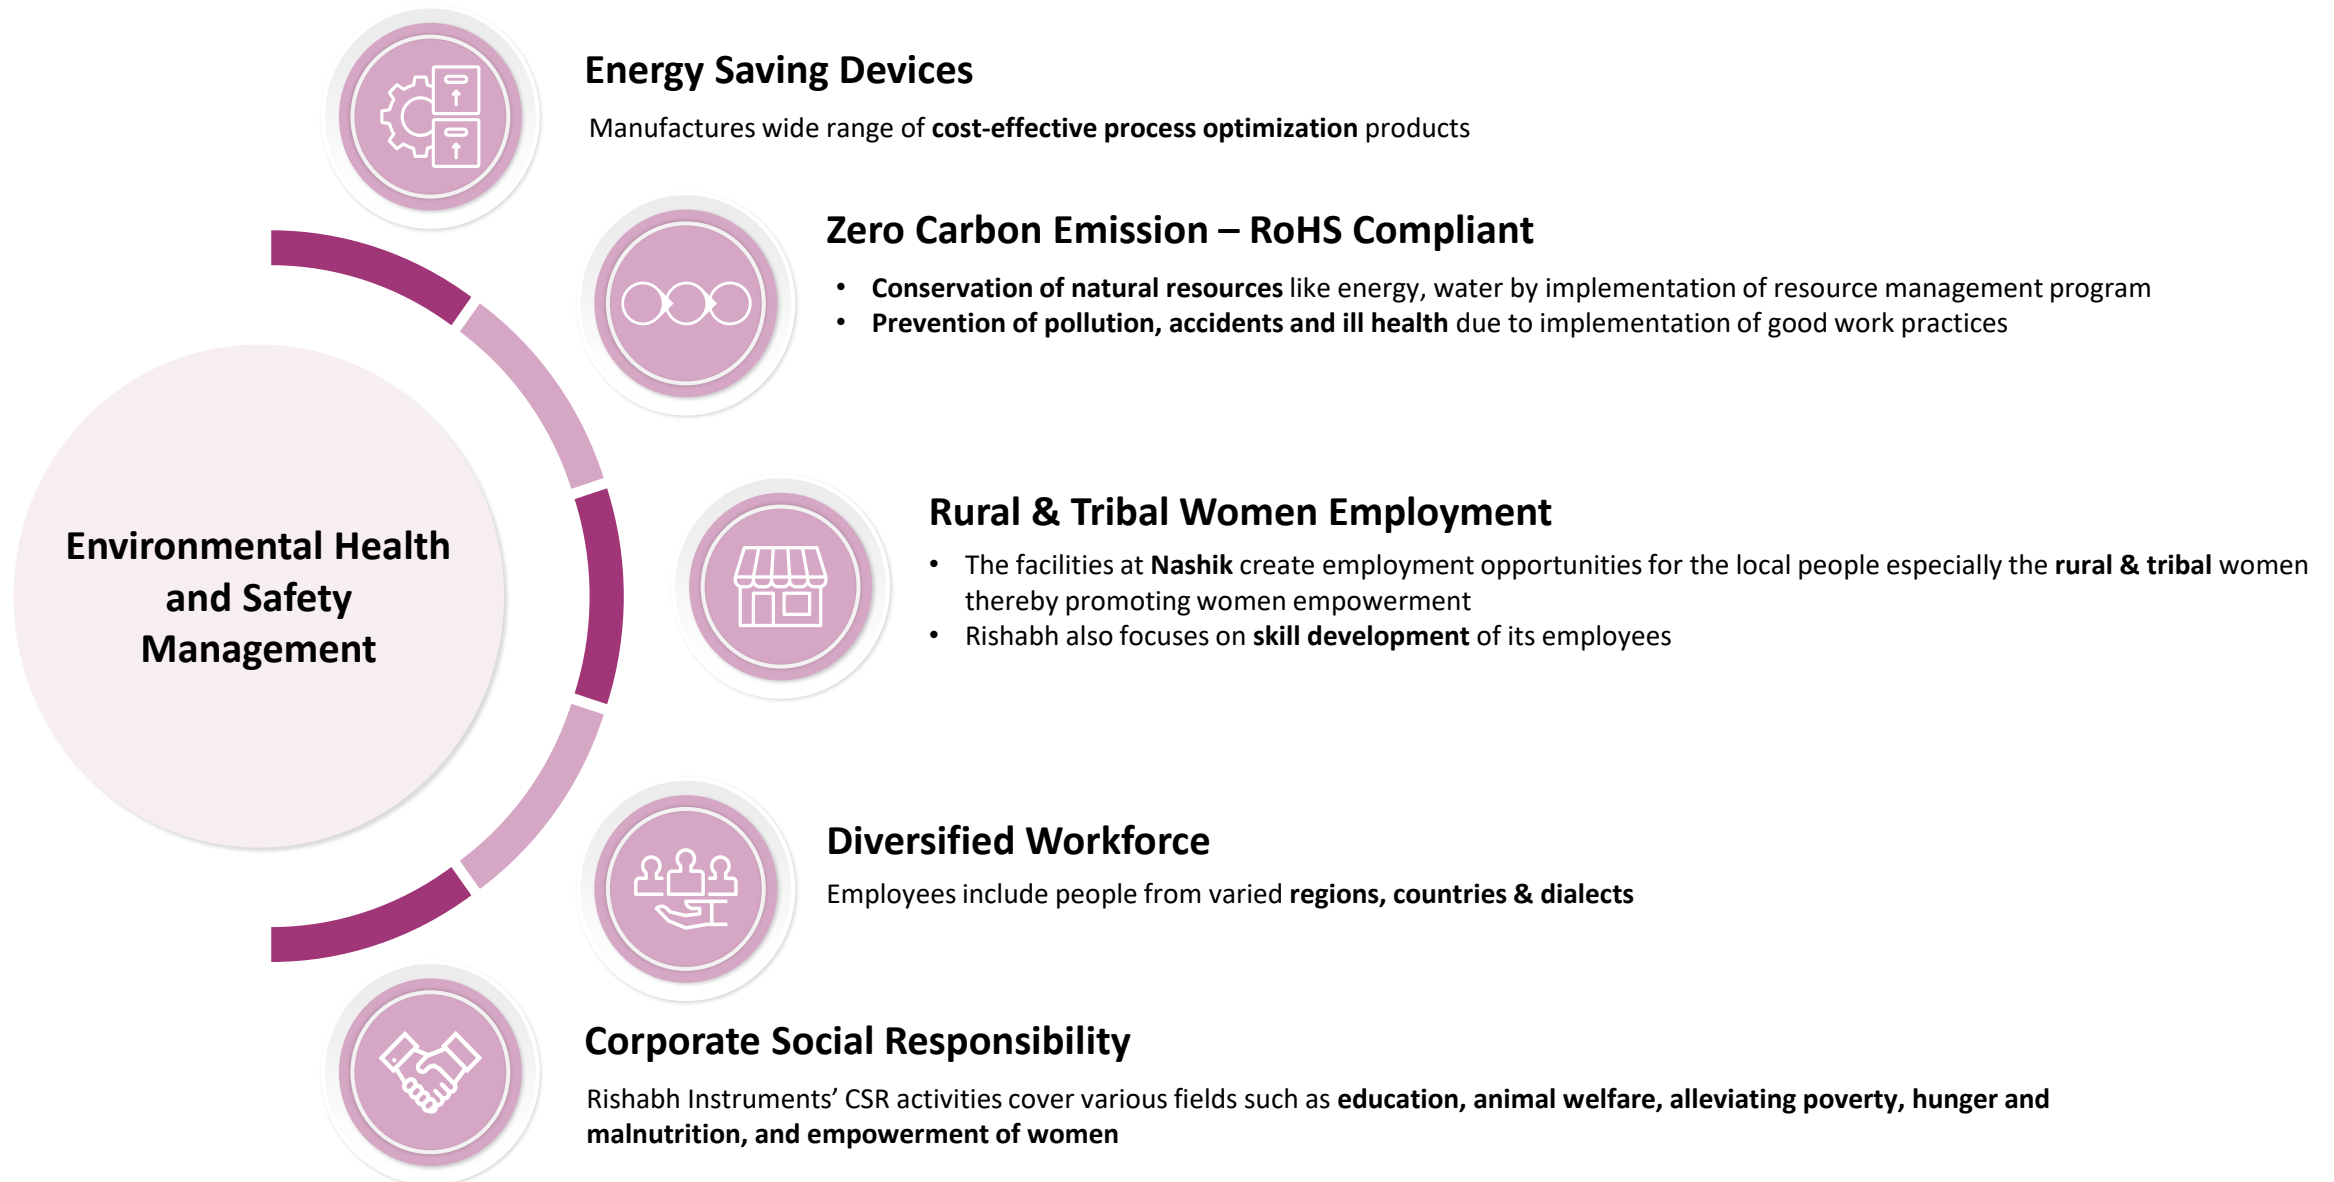 Energy Saving Devices
Manufactures wide range of cost-effective process optimization products
Zero Carbon Emission – RoHS Compliant
• Conservation of natural resources like energy, water by implementation of resource management program
• Prevention of pollution, accidents and ill health due to implementation of good work practices
Environmental Health
and Safety
Management
Rural & Tribal Women Employment
• The facilities at Nashik create employment opportunities for the local people especially the rural & tribal women
thereby promoting women empowerment
• Rishabh also focuses on skill development of its employees
Diversified Workforce
Employees include people from varied regions, countries & dialects
Corporate Social Responsibility
Rishabh Instruments’ CSR activities cover various fields such as education, animal welfare, alleviating poverty, hunger and
malnutrition, and empowerment of women